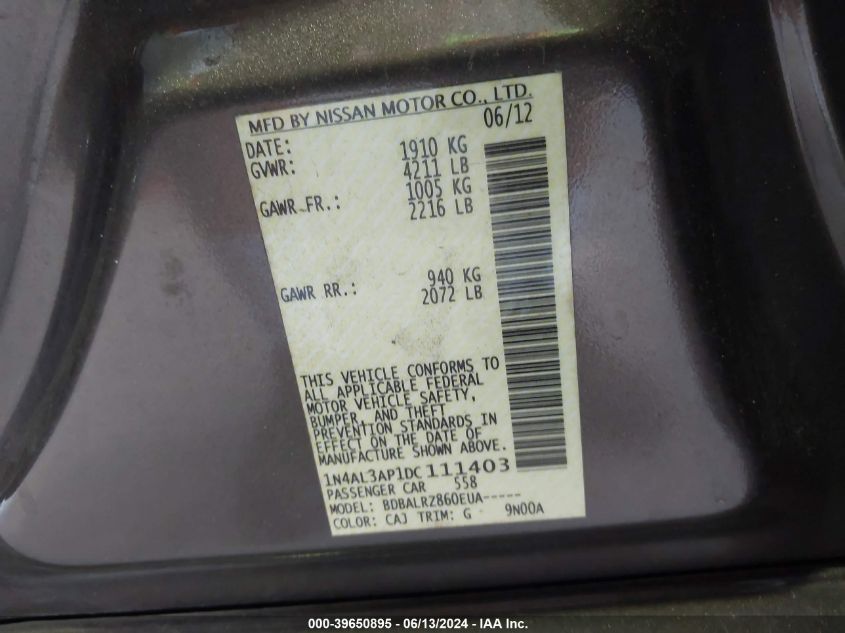 MFD BY NISSAN MOTOR CO., LTD.
DATE: 06/12
GVWR: 1910 KG
4211 LB
GAWR FR.: 1005 KG
2216 LB
GAWR RR.: 940 KG
2072 LB
THIS VEHICLE CONFORMS TO
ALL APPLICABLE FEDERAL
MOTOR VEHICLE SAFETY,
BUMPER, AND THEFT
PREVENTION STANDARDS IN
EFFECT ON THE DATE OF
MANUFACTURE SHOWN ABOVE.
1N4AL3AP1DC111403
PASSENGER CAR 558
MODEL: BDBALRZ860EUA-----
COLOR: CAJ TRIM: G 9N00A
000-39650895 - 06/13/2024 - IAA Inc.